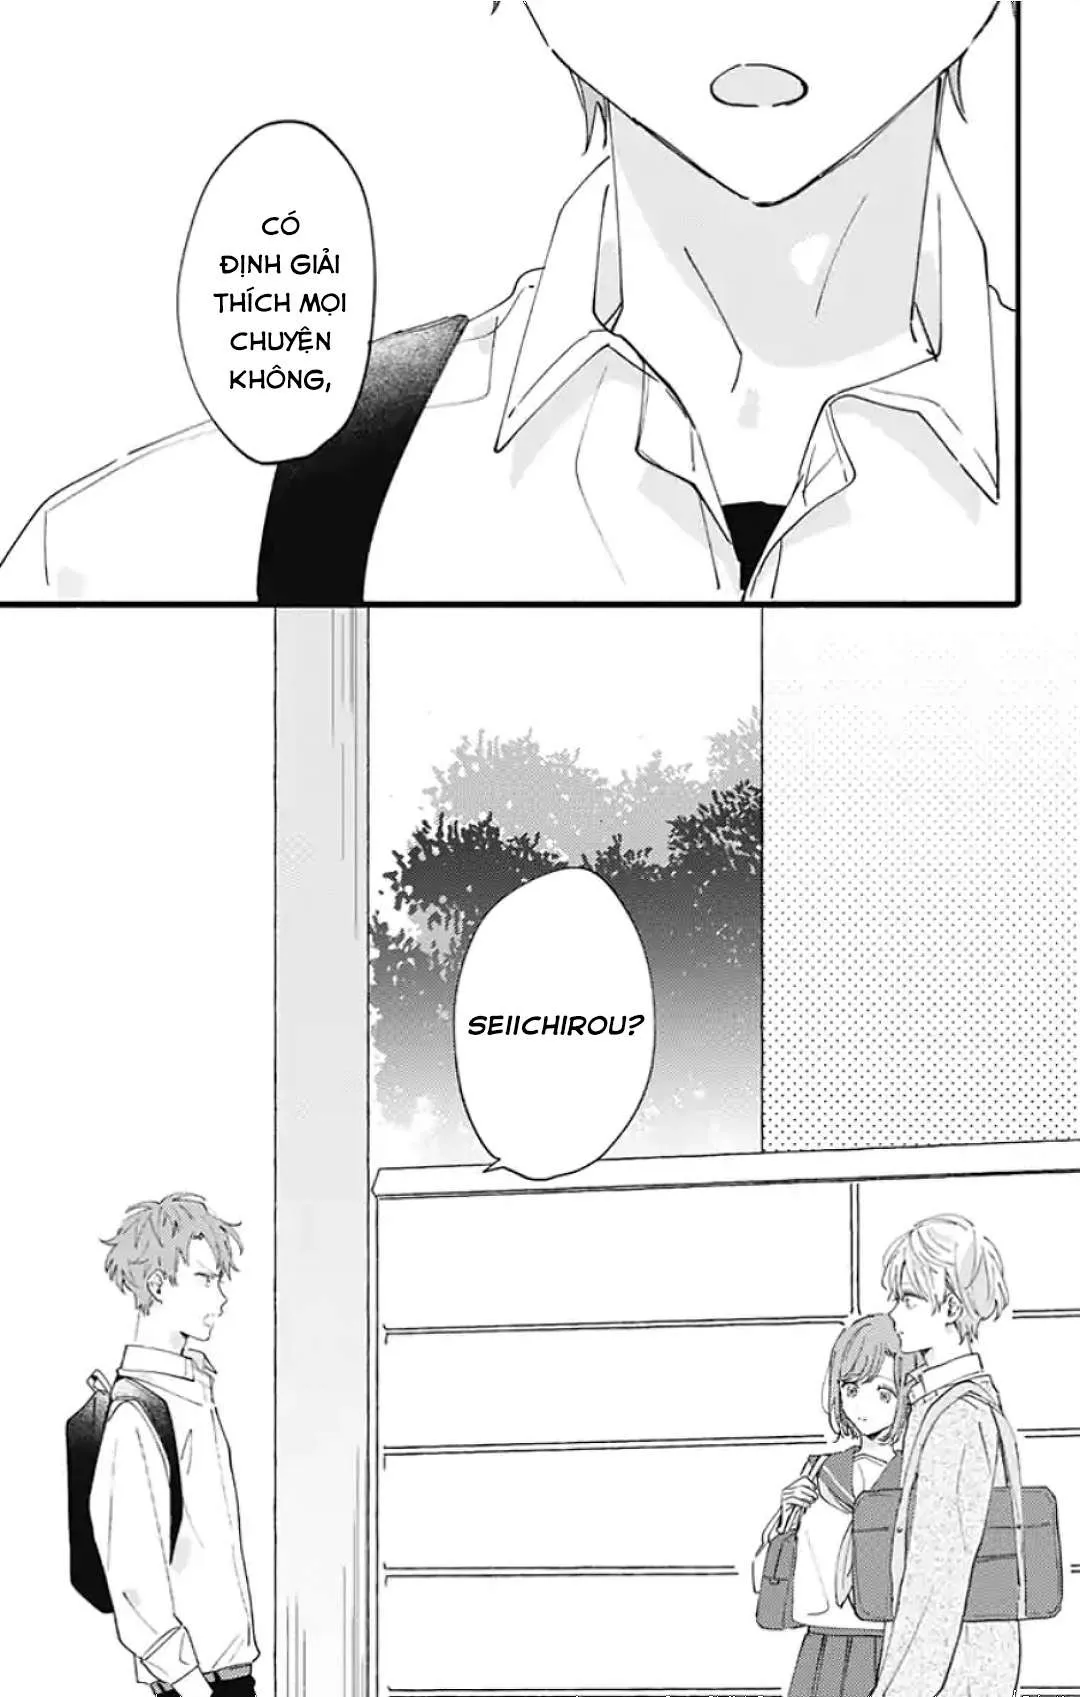 CÓ
ĐỊNH GIẢI
THÍCH MỌI
CHUYỆN
KHÔNG,
SEIICHIROU?